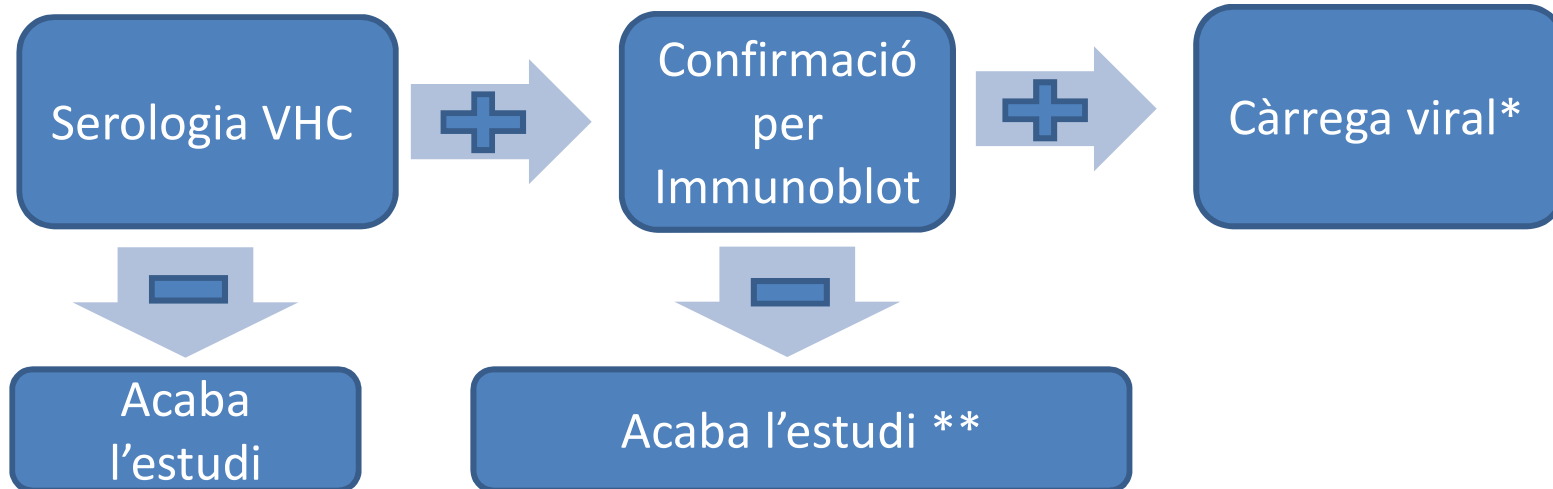 Serologia VHC
Confirmació
per
Immunoblot
Càrrega viral*
Acaba
l’estudi
Acaba l’estudi **